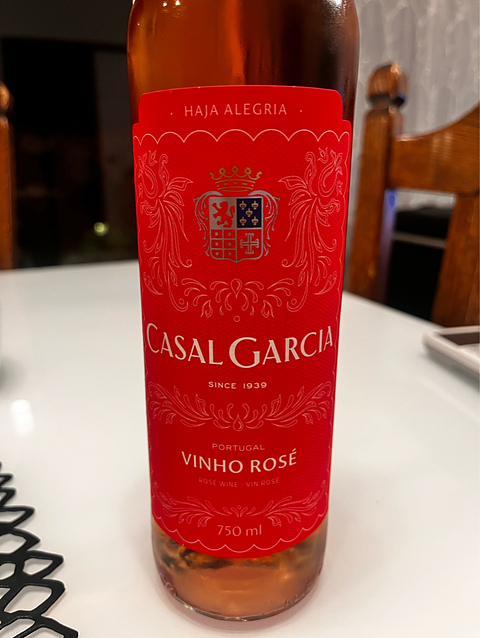 · HAJA ALEGRIA ·
CASAL GARCIA
SINCE 1939
PORTUGAL
VINHO ROSÉ
ROSÉ WINE · VIN ROSÉ
750 ml